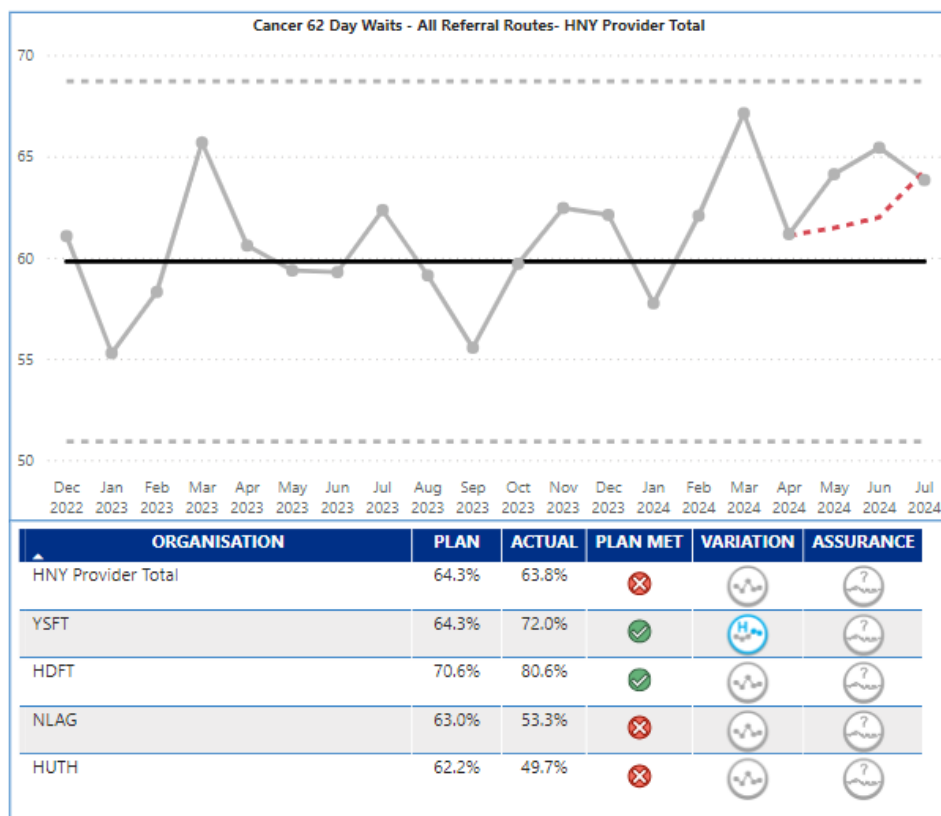 Cancer 62 Day Waits - All Referral Routes- HNY Provider Total
70
65
60
55
50
Dec Jan Feb Mar Apr May Jun Jul Aug Sep Oct Nov Dec Jan Feb Mar Apr May Jun Jul
2022 2023 2023 2023 2023 2023 2023 2023 2023 2023 2023 2023 2023 2024 2024 2024 2024 2024 2024 2024
ORGANISATION PLAN ACTUAL PLAN MET VARIATION ASSURANCE
HNY Provider Total 64.3% 63.8% ?
YSFT 64.3% 72.0% H ?
HDFT 70.6% 80.6% ?
NLAG 63.0% 53.3% ?
HUTH 62.2% 49.7% ?